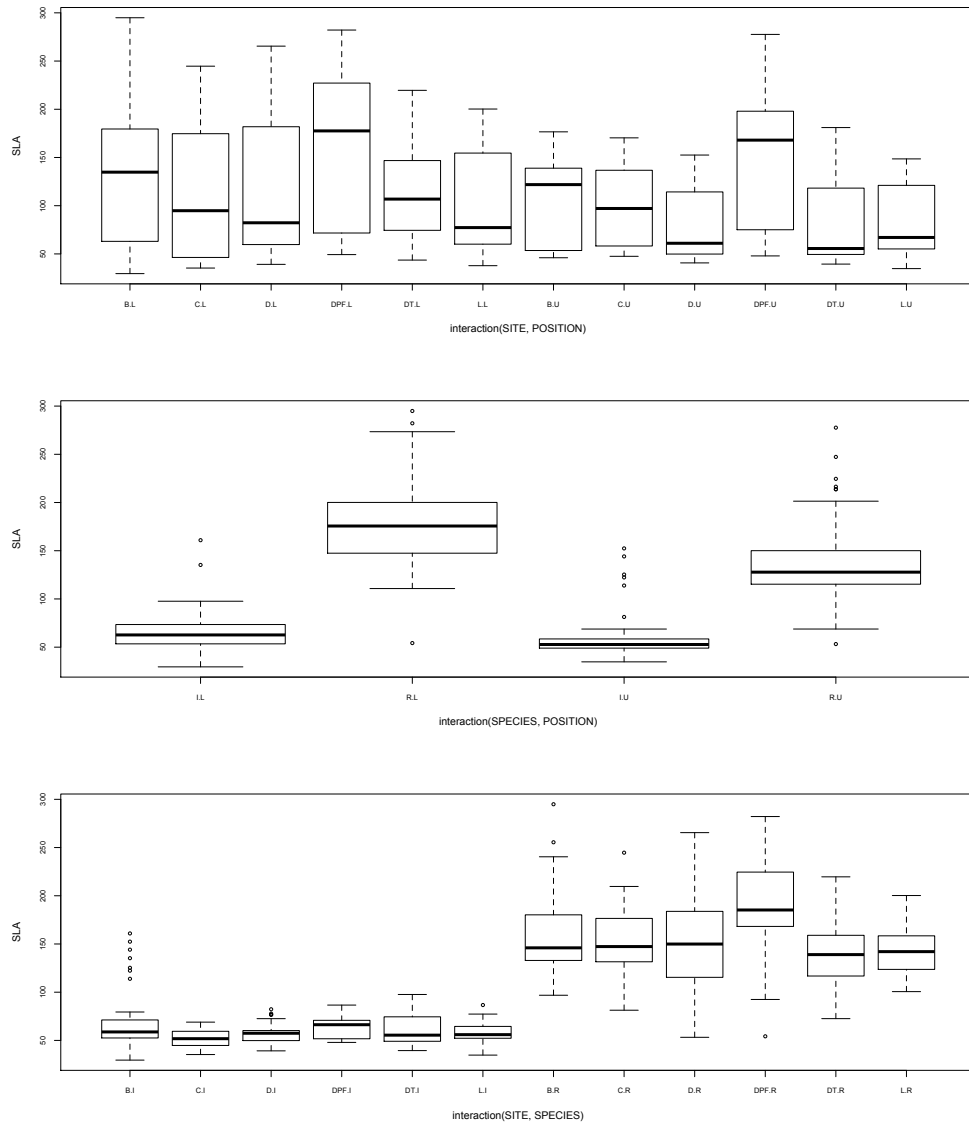 300
250
200
150
100
50
SLA
B.L C.L D.L DPF.L DT.L L.L B.U C.U D.U DPF.U DT.U L.U
interaction(SITE, POSITION)
300
250
200
150
100
50
SLA
I.L R.L I.U R.U
interaction(SPECIES, POSITION)
300
250
200
150
100
50
SLA
B.I C.I D.I DPF.I DT.I L.I B.R C.R D.R DPF.R DT.R L.R
interaction(SITE, SPECIES)